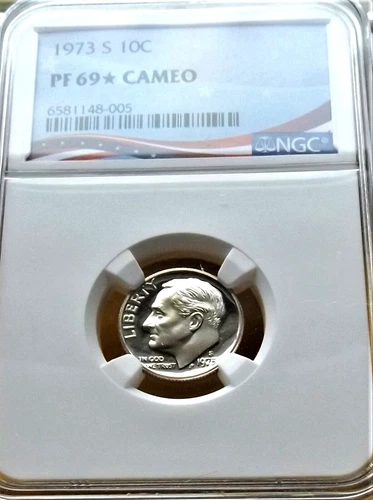 1973 S 10C
PF 69★ CAMEO
6581148-005
NGC®
LIBERTY
IN GOD
WE TRUST
S
1973